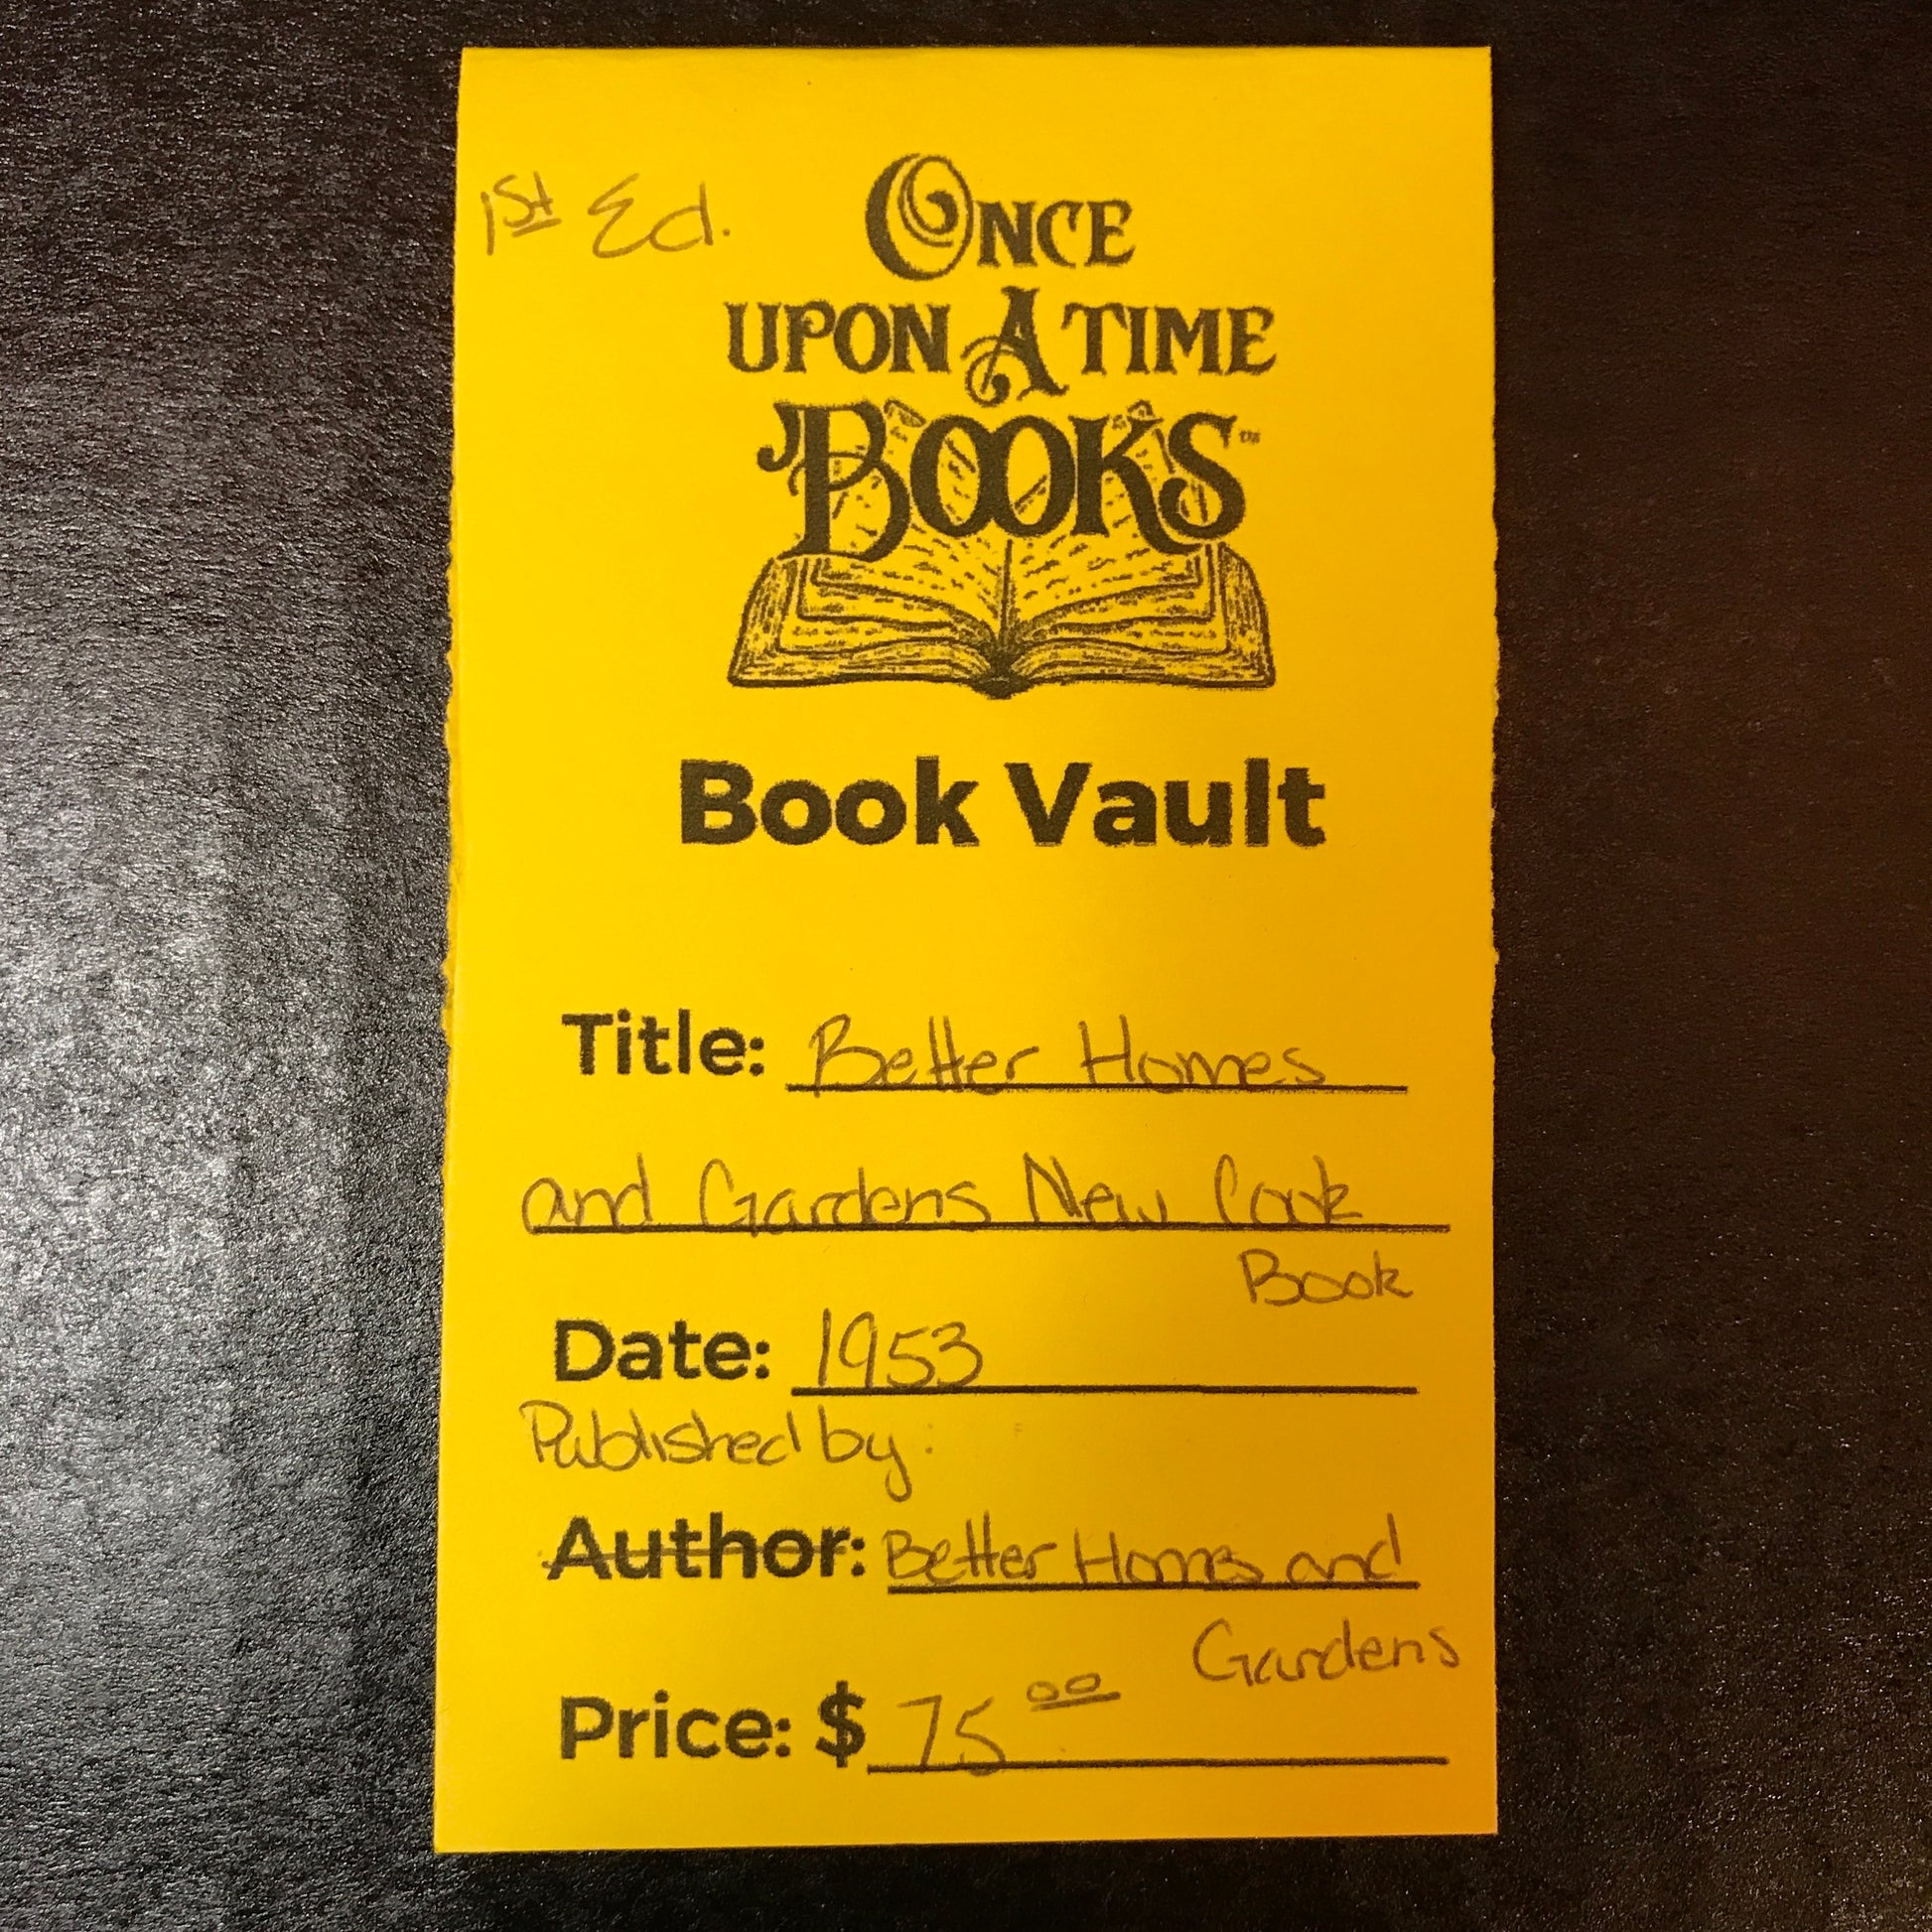 1st Ed.
ONCE
UPON A TIME
BOOKS™
Book Vault
Title: Better Homes
and Gardens New Cook
Book
Date: 1953
Published by:
Author: Better Homes and
Gardens
Price: $ 75 00